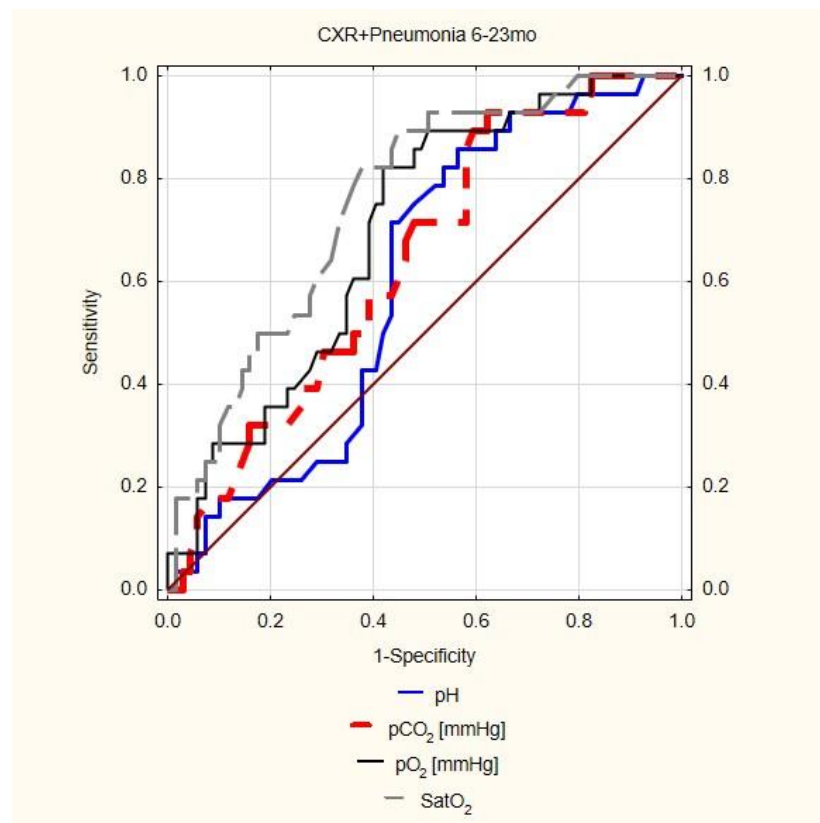 CXR+Pneumonia 6-23mo
1.0 1.0
0.8 0.8
0.6 0.6
Sensitivity
0.4 0.4
0.2 0.2
0.0 0.0
0.0 0.2 0.4 0.6 0.8 1.0
1-Specificity
pH
pCO₂ [mmHg]
pO₂ [mmHg]
SatO₂